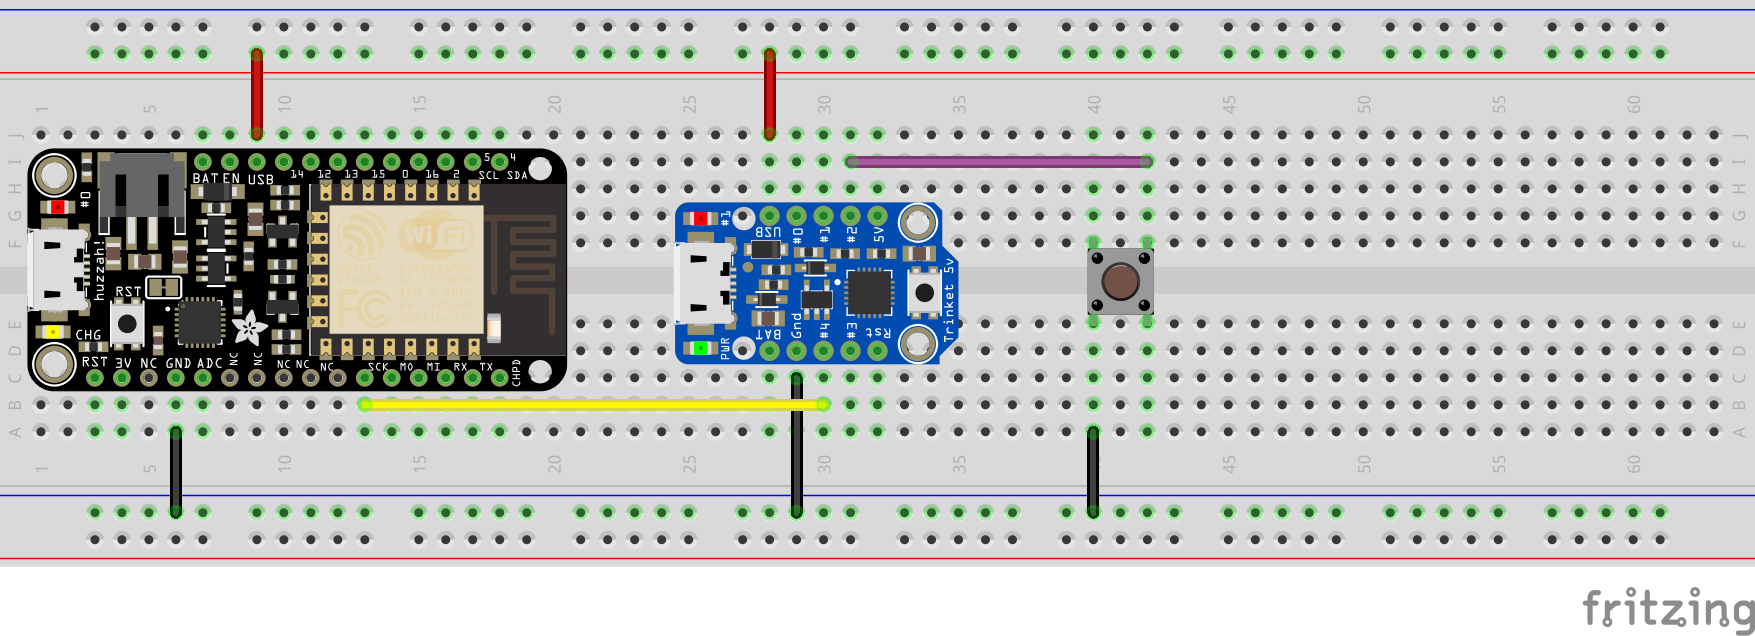 1 5 10 15 20 25 30 35 40 45 50 55 60
J J
I I
H H
G G
F F
E E
D D
C C
B B
A A
1 5 10 15 20 25 30 35 45 50 55 60
BAT EN USB 14 12 13 15 0 16 2 5 SCL 4 SDA
#0
huzzah!
WiFi
FC
RST
CHG
RST 3V NC GND ADC NC NC NC NC NC SCK MO MI RX TX CHPD
#1
USB #0 #1 #2 5V
Trinket 5v
PWR
BAT Gnd #4 #3 Rst
fritzing